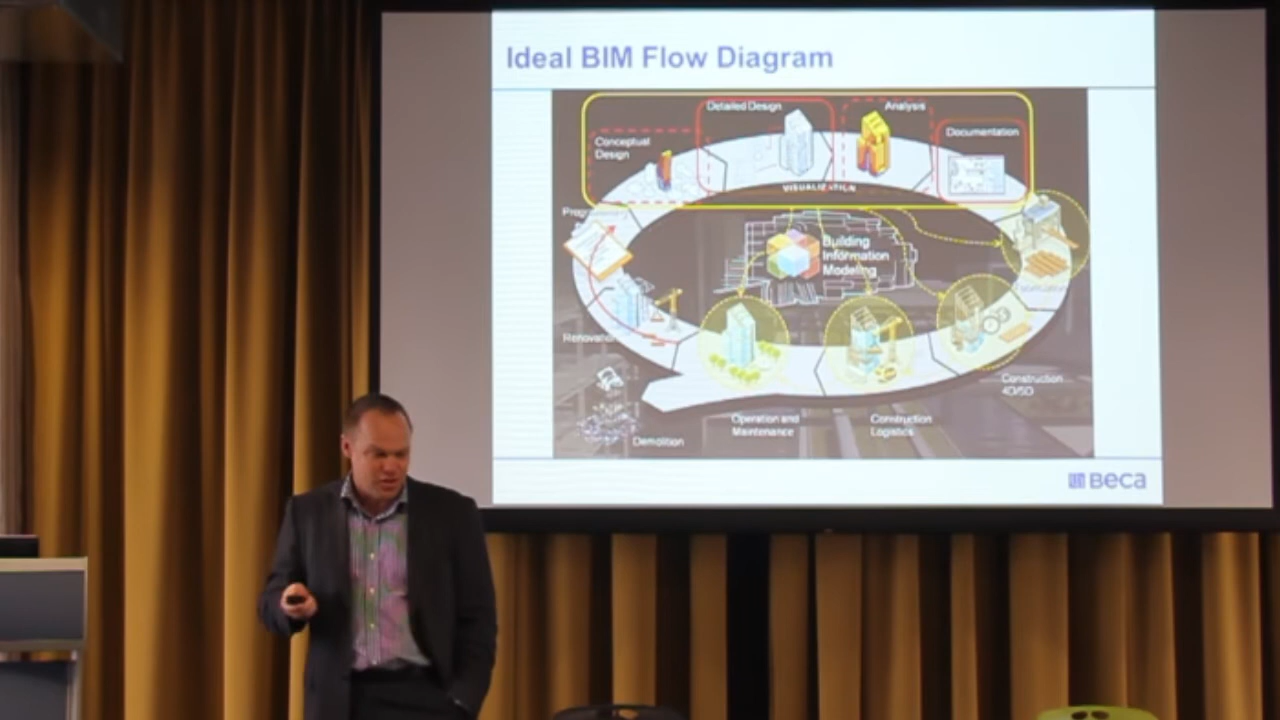 Ideal BIM Flow Diagram
Detailed Design
Analysis
Conceptual
Design
Documentation
VISUALIZATION
Building
Information
Modeling
Construction
4D/5D
Operation and
Maintenance
Construction
Logistics
Demolition
Beca